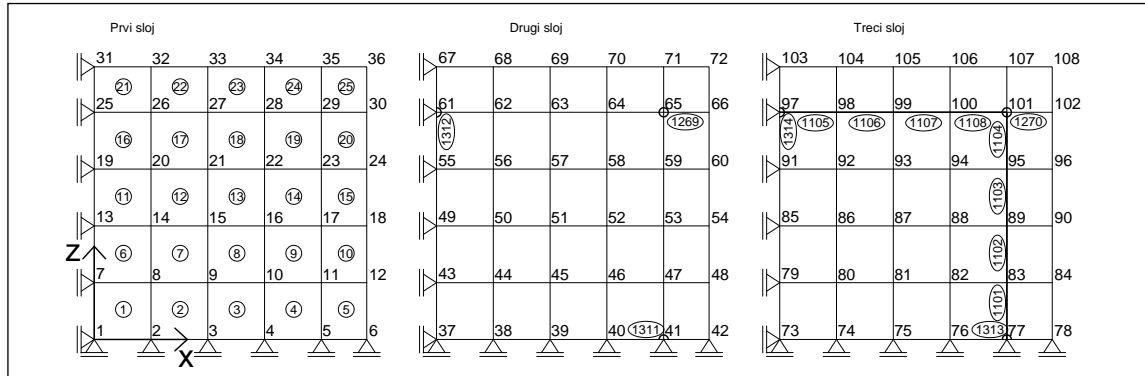 Prvi sloj Drugi sloj Treci sloj
31 32 33 34 35 36 67 68 69 70 71 72 103 104 105 106 107 108
21 22 23 24 25
25 26 27 28 29 30 61 62 63 64 65 66 97 98 99 100 101 102
1312 1269 1314 1105 1106 1107 1108 1104 1270
16 17 18 19 20
19 20 21 22 23 24 55 56 57 58 59 60 91 92 93 94 95 96
11 12 13 14 15 1103
13 14 15 16 17 18 49 50 51 52 53 54 85 86 87 88 89 90
Z 6 7 8 9 10 1102
7 8 9 10 11 12 43 44 45 46 47 48 79 80 81 82 83 84
1 2 3 4 5 1101
1 2 3 4 5 6 37 38 39 40 1311 41 42 73 74 75 76 1313 77 78
X